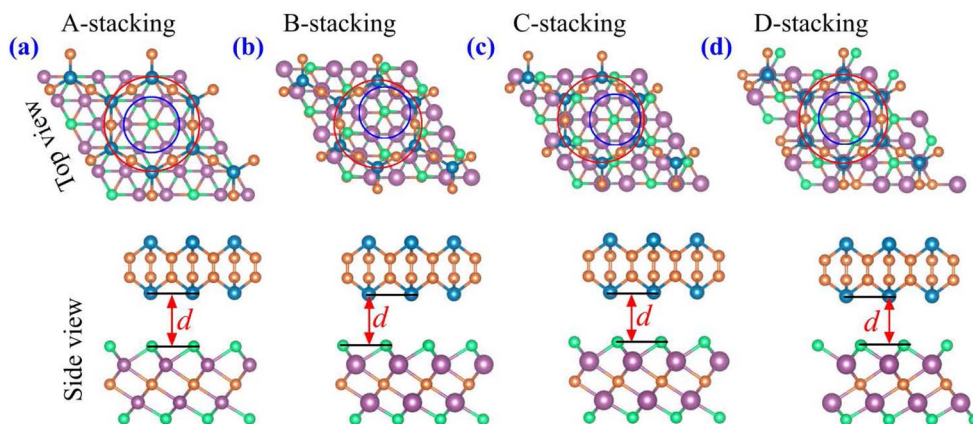 A-stacking B-stacking C-stacking D-stacking
(a) (b) (c) (d)
Top view
Side view
d d d d